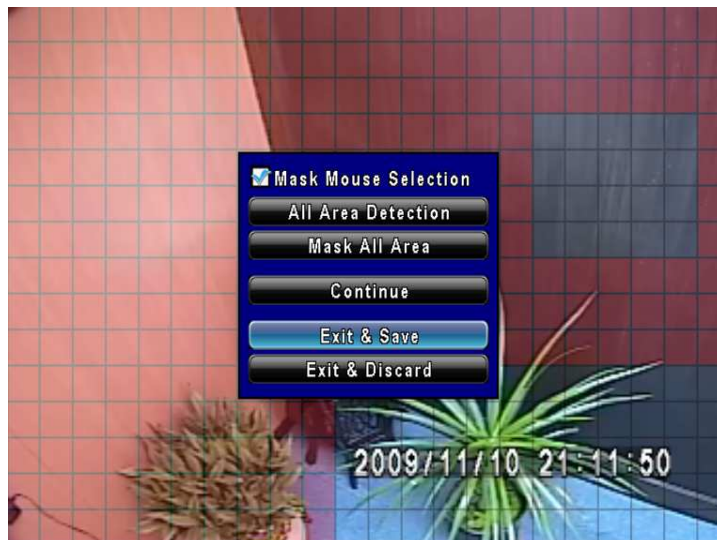 Mask Mouse Selection
All Area Detection
Mask All Area
Continue
Exit & Save
Exit & Discard
2009/11/10 21:11:50